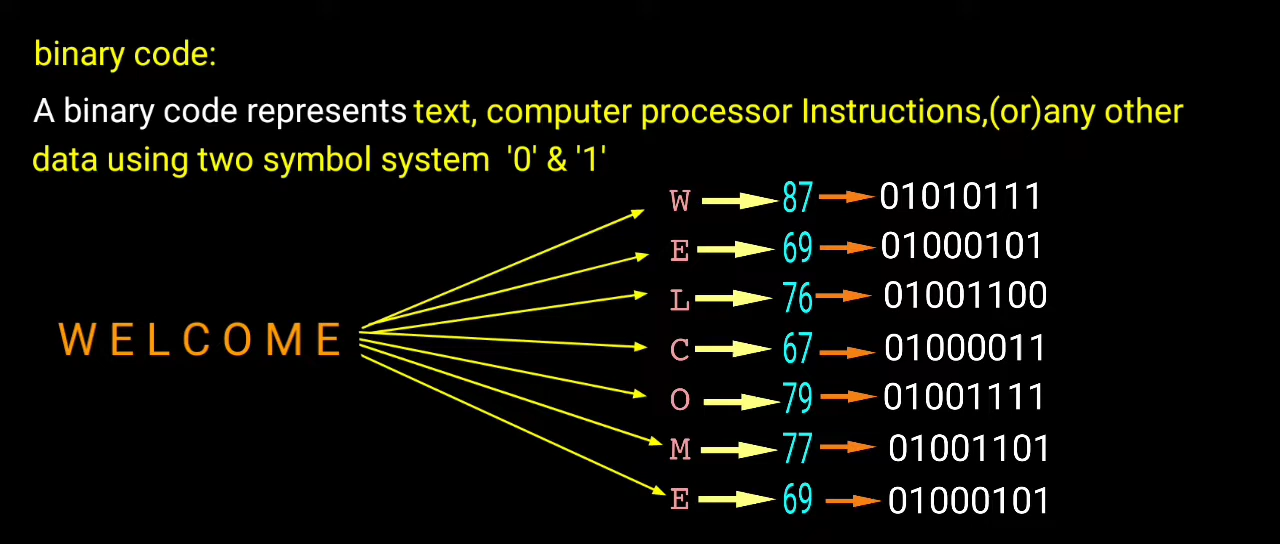 binary code:
A binary code represents text, computer processor Instructions,(or)any other
data using two symbol system '0' & '1'
W E L C O M E
W 87 01010111
E 69 01000101
L 76 01001100
C 67 01000011
O 79 01001111
M 77 01001101
E 69 01000101